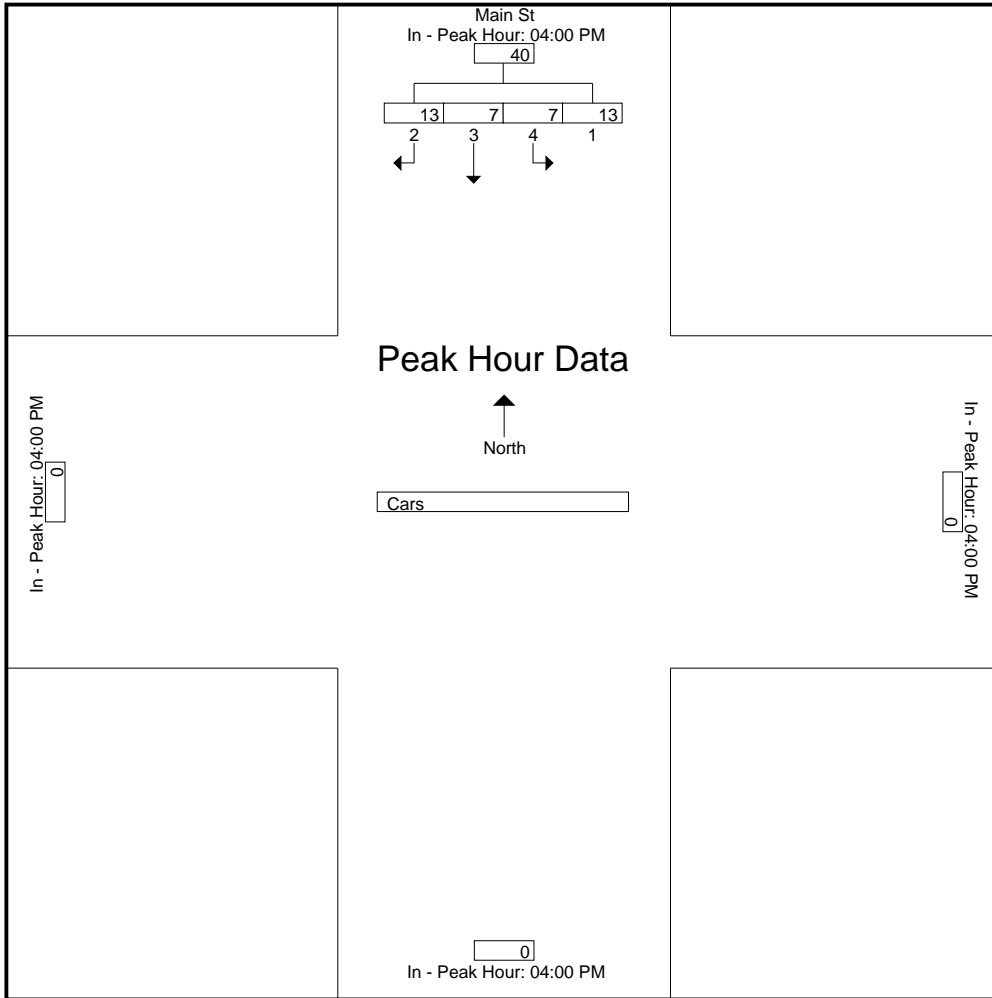 Main St
In - Peak Hour: 04:00 PM
40
13 7 7 13
2 3 4 1
Peak Hour Data
North
Cars
In - Peak Hour: 04:00 PM
0
0
In - Peak Hour: 04:00 PM
0
In - Peak Hour: 04:00 PM